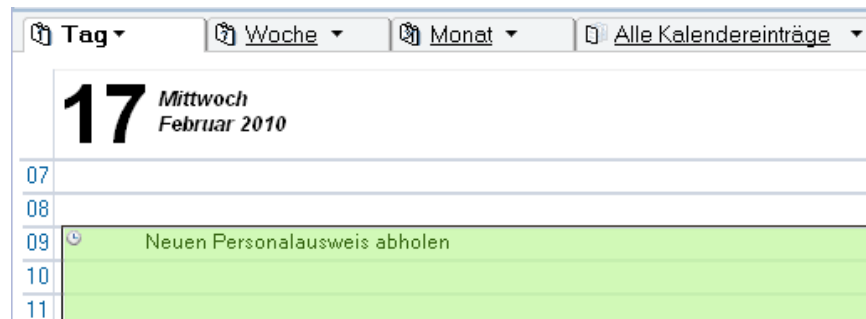 Tag Woche Monat Alle Kalendereinträge
17 Mittwoch
Februar 2010
07
08
09 Neuen Personalausweis abholen
10
11